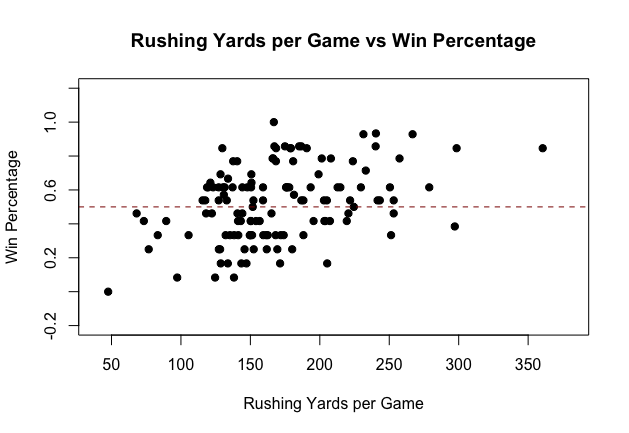 Rushing Yards per Game vs Win Percentage
Win Percentage
1.0
0.6
0.2
-0.2
50 100 150 200 250 300 350
Rushing Yards per Game